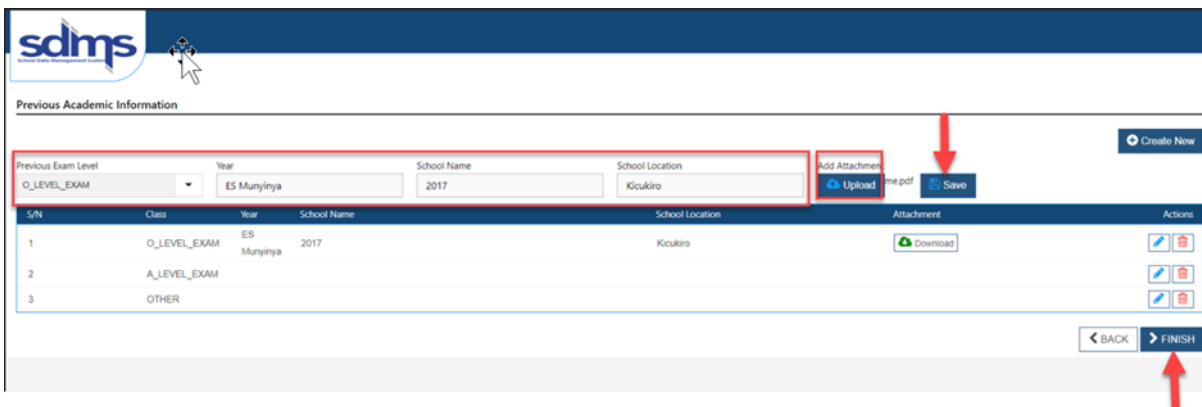 sdms
School Data Management System
Previous Academic Information
Create New
Previous Exam Level Year School Name School Location Add Attachment
O_LEVEL_EXAM ES Munyinya 2017 Kicukiro Upload me.pdf Save
S/N Class Year School Name School Location Attachment Actions
1 O_LEVEL_EXAM ES Munyinya 2017 Kicukiro Download
2 A_LEVEL_EXAM
3 OTHER
BACK FINISH